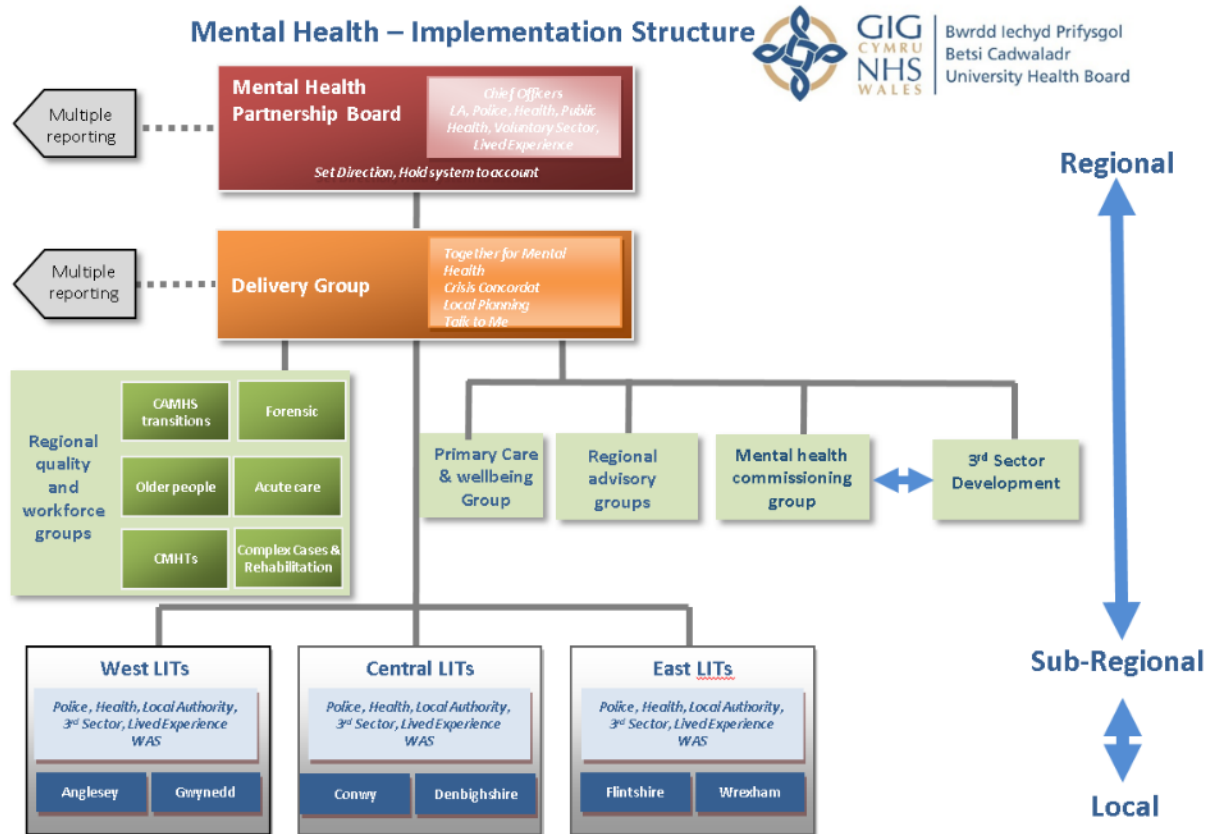 Mental Health – Implementation Structure
GIG
CYMRU
NHS
WALES
Bwrdd Iechyd Prifysgol
Betsi Cadwaladr
University Health Board
Multiple
reporting
Mental Health
Partnership Board
Chief Officers
LA, Police, Health, Public
Health, Voluntary Sector,
Lived Experience
Set Direction, Hold system to account
Regional
Multiple
reporting
Delivery Group
Together for Mental
Health
Crisis Concordat
Local Planning
Talk to Me
Regional
quality
and
workforce
groups
CAMHS
transitions
Forensic
Older people
Acute care
CMHTs
Complex Cases &
Rehabilitation
Primary Care
& wellbeing
Group
Regional
advisory
groups
Mental health
commissioning
group
3rd Sector
Development
West LITs
Police, Health, Local Authority,
3rd Sector, Lived Experience
WAS
Anglesey
Gwynedd
Central LITs
Police, Health, Local Authority,
3rd Sector, Lived Experience
WAS
Conwy
Denbighshire
East LITs
Police, Health, Local Authority,
3rd Sector, Lived Experience
WAS
Flintshire
Wrexham
Sub-Regional
Local